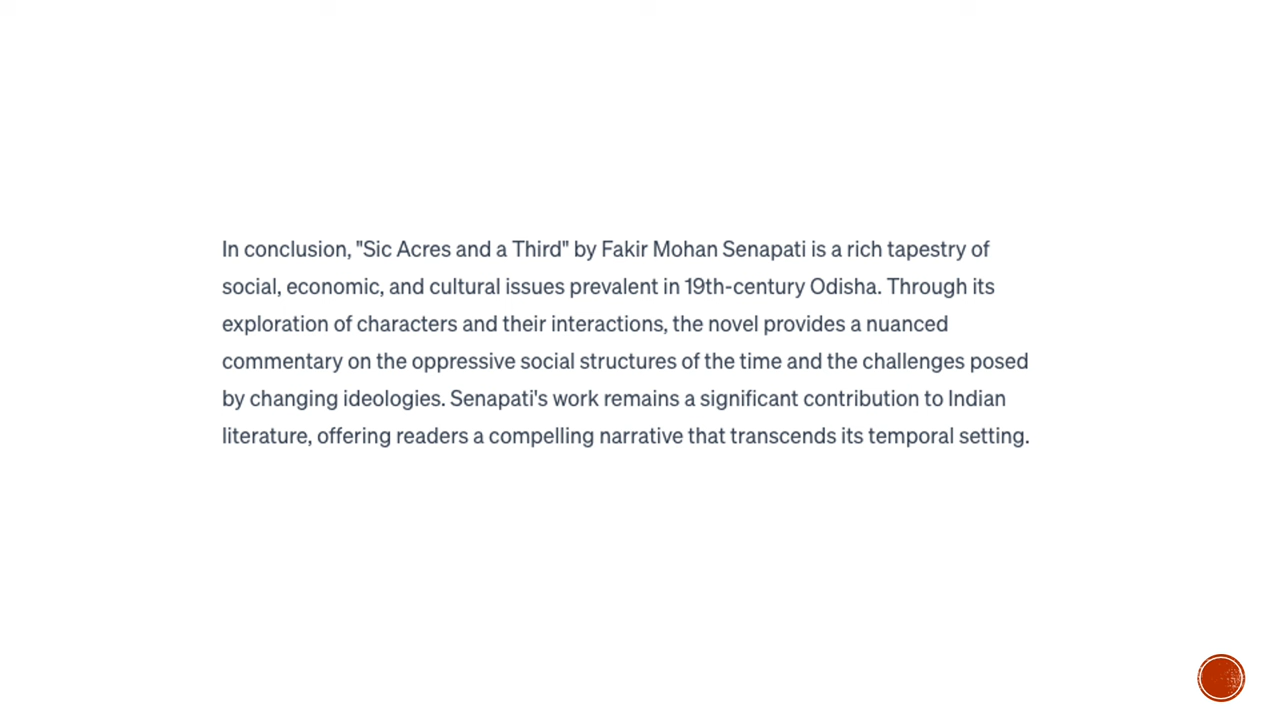 In conclusion, "Sic Acres and a Third" by Fakir Mohan Senapati is a rich tapestry of
social, economic, and cultural issues prevalent in 19th-century Odisha. Through its
exploration of characters and their interactions, the novel provides a nuanced
commentary on the oppressive social structures of the time and the challenges posed
by changing ideologies. Senapati's work remains a significant contribution to Indian
literature, offering readers a compelling narrative that transcends its temporal setting.